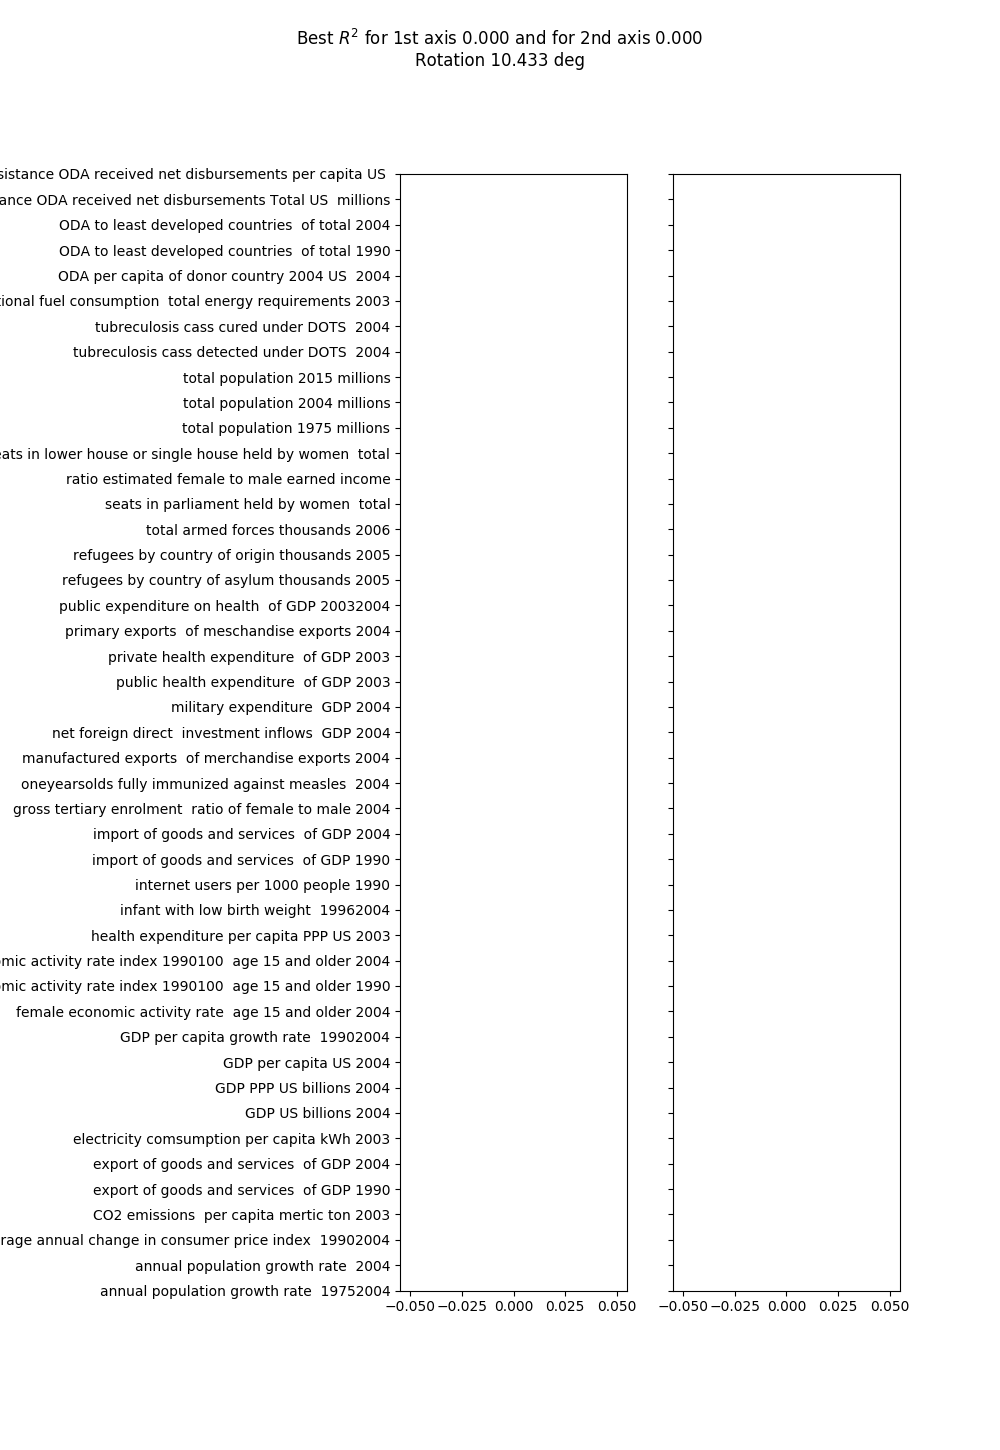 Best R² for 1st axis 0.000 and for 2nd axis 0.000
Rotation 10.433 deg
ODA received net disbursements per capita US
ODA received net disbursements Total US millions
ODA to least developed countries of total 2004
ODA to least developed countries of total 1990
ODA per capita of donor country 2004 US 2004
fuel consumption total energy requirements 2003
tubreculosis cass cured under DOTS 2004
tubreculosis cass detected under DOTS 2004
total population 2015 millions
total population 2004 millions
total population 1975 millions
in lower house or single house held by women total
ratio estimated female to male earned income
seats in parliament held by women total
total armed forces thousands 2006
refugees by country of origin thousands 2005
refugees by country of asylum thousands 2005
public expenditure on health of GDP 20032004
primary exports of meschandise exports 2004
private health expenditure of GDP 2003
public health expenditure of GDP 2003
military expenditure GDP 2004
net foreign direct investment inflows GDP 2004
manufactured exports of merchandise exports 2004
oneyearsolds fully immunized against measles 2004
gross tertiary enrolment ratio of female to male 2004
import of goods and services of GDP 2004
import of goods and services of GDP 1990
internet users per 1000 people 1990
infant with low birth weight 19962004
health expenditure per capita PPP US 2003
activity rate index 1990100 age 15 and older 2004
activity rate index 1990100 age 15 and older 1990
female economic activity rate age 15 and older 2004
GDP per capita growth rate 19902004
GDP per capita US 2004
GDP PPP US billions 2004
GDP US billions 2004
electricity comsumption per capita kWh 2003
export of goods and services of GDP 2004
export of goods and services of GDP 1990
CO2 emissions per capita mertic ton 2003
annual change in consumer price index 19902004
annual population growth rate 2004
annual population growth rate 19752004
−0.050 −0.025 0.000 0.025 0.050 −0.050 −0.025 0.000 0.025 0.050